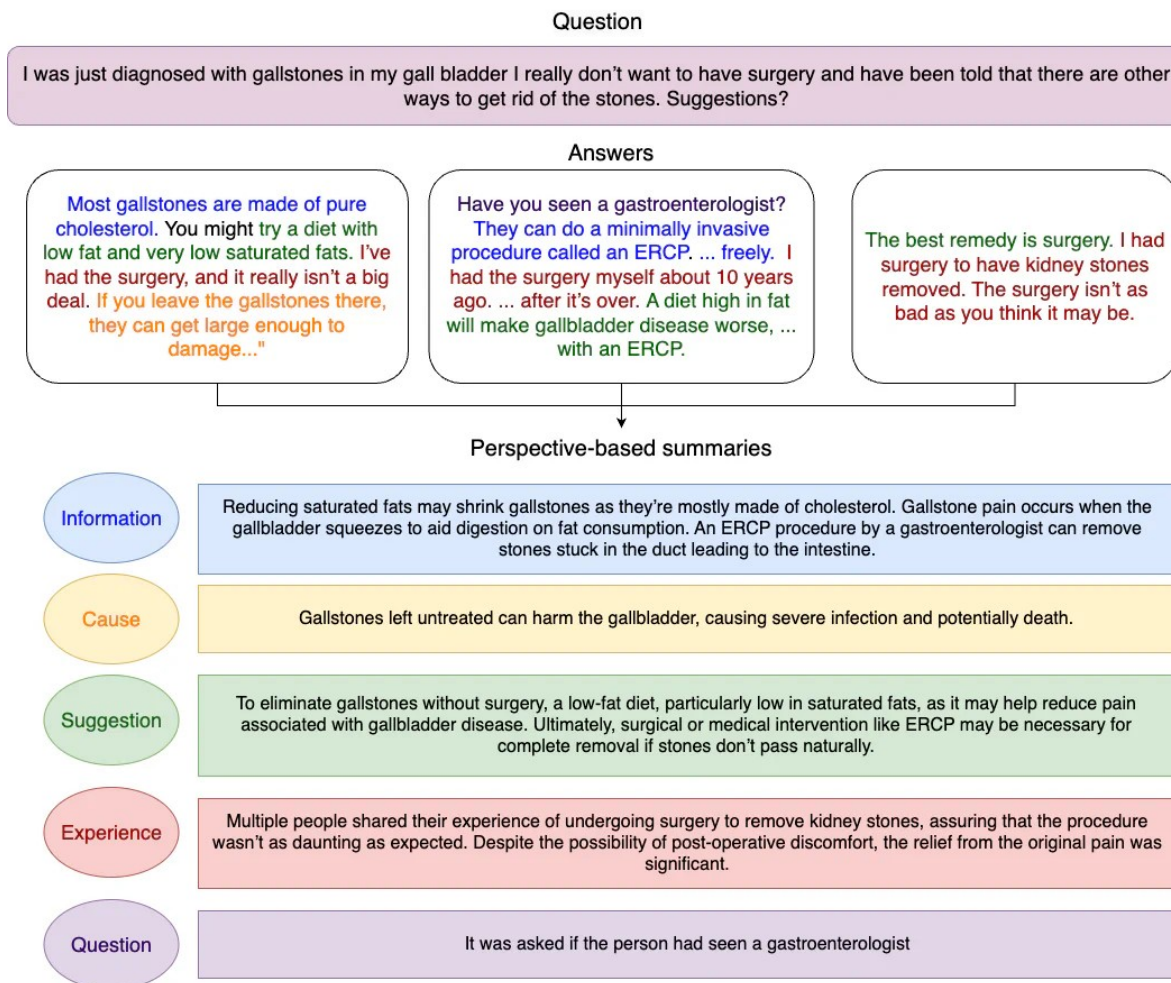 Question
I was just diagnosed with gallstones in my gall bladder I really don't want to have surgery and have been told that there are other
ways to get rid of the stones. Suggestions?
Answers
Most gallstones are made of pure
cholesterol. You might try a diet with
low fat and very low saturated fats. I've
had the surgery, and it really isn't a big
deal. If you leave the gallstones there,
they can get large enough to
damage..."
Have you seen a gastroenterologist?
They can do a minimally invasive
procedure called an ERCP. ... freely. I
had the surgery myself about 10 years
ago. ... after it's over. A diet high in fat
will make gallbladder disease worse, ...
with an ERCP.
The best remedy is surgery. I had
surgery to have kidney stones
removed. The surgery isn't as
bad as you think it may be.
Perspective-based summaries
Information
Reducing saturated fats may shrink gallstones as they're mostly made of cholesterol. Gallstone pain occurs when the
gallbladder squeezes to aid digestion on fat consumption. An ERCP procedure by a gastroenterologist can remove
stones stuck in the duct leading to the intestine.
Cause
Gallstones left untreated can harm the gallbladder, causing severe infection and potentially death.
Suggestion
To eliminate gallstones without surgery, a low-fat diet, particularly low in saturated fats, as it may help reduce pain
associated with gallbladder disease. Ultimately, surgical or medical intervention like ERCP may be necessary for
complete removal if stones don't pass naturally.
Experience
Multiple people shared their experience of undergoing surgery to remove kidney stones, assuring that the procedure
wasn't as daunting as expected. Despite the possibility of post-operative discomfort, the relief from the original pain was
significant.
Question
It was asked if the person had seen a gastroenterologist